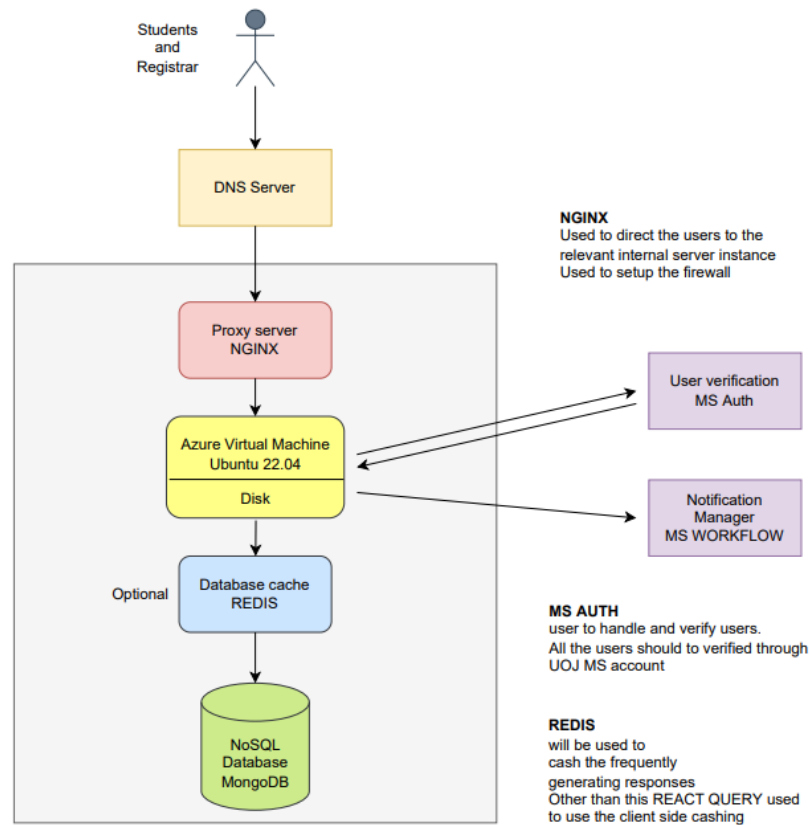 Students
and
Registrar
DNS Server
NGINX
Used to direct the users to the
relevant internal server instance
Used to setup the firewall
Proxy server
NGINX
User verification
MS Auth
Azure Virtual Machine
Ubuntu 22.04
Disk
Notification
Manager
MS WORKFLOW
Optional
Database cache
REDIS
MS AUTH
user to handle and verify users.
All the users should to verified through
UOJ MS account
NoSQL
Database
MongoDB
REDIS
will be used to
cash the frequently
generating responses
Other than this REACT QUERY used
to use the client side cashing